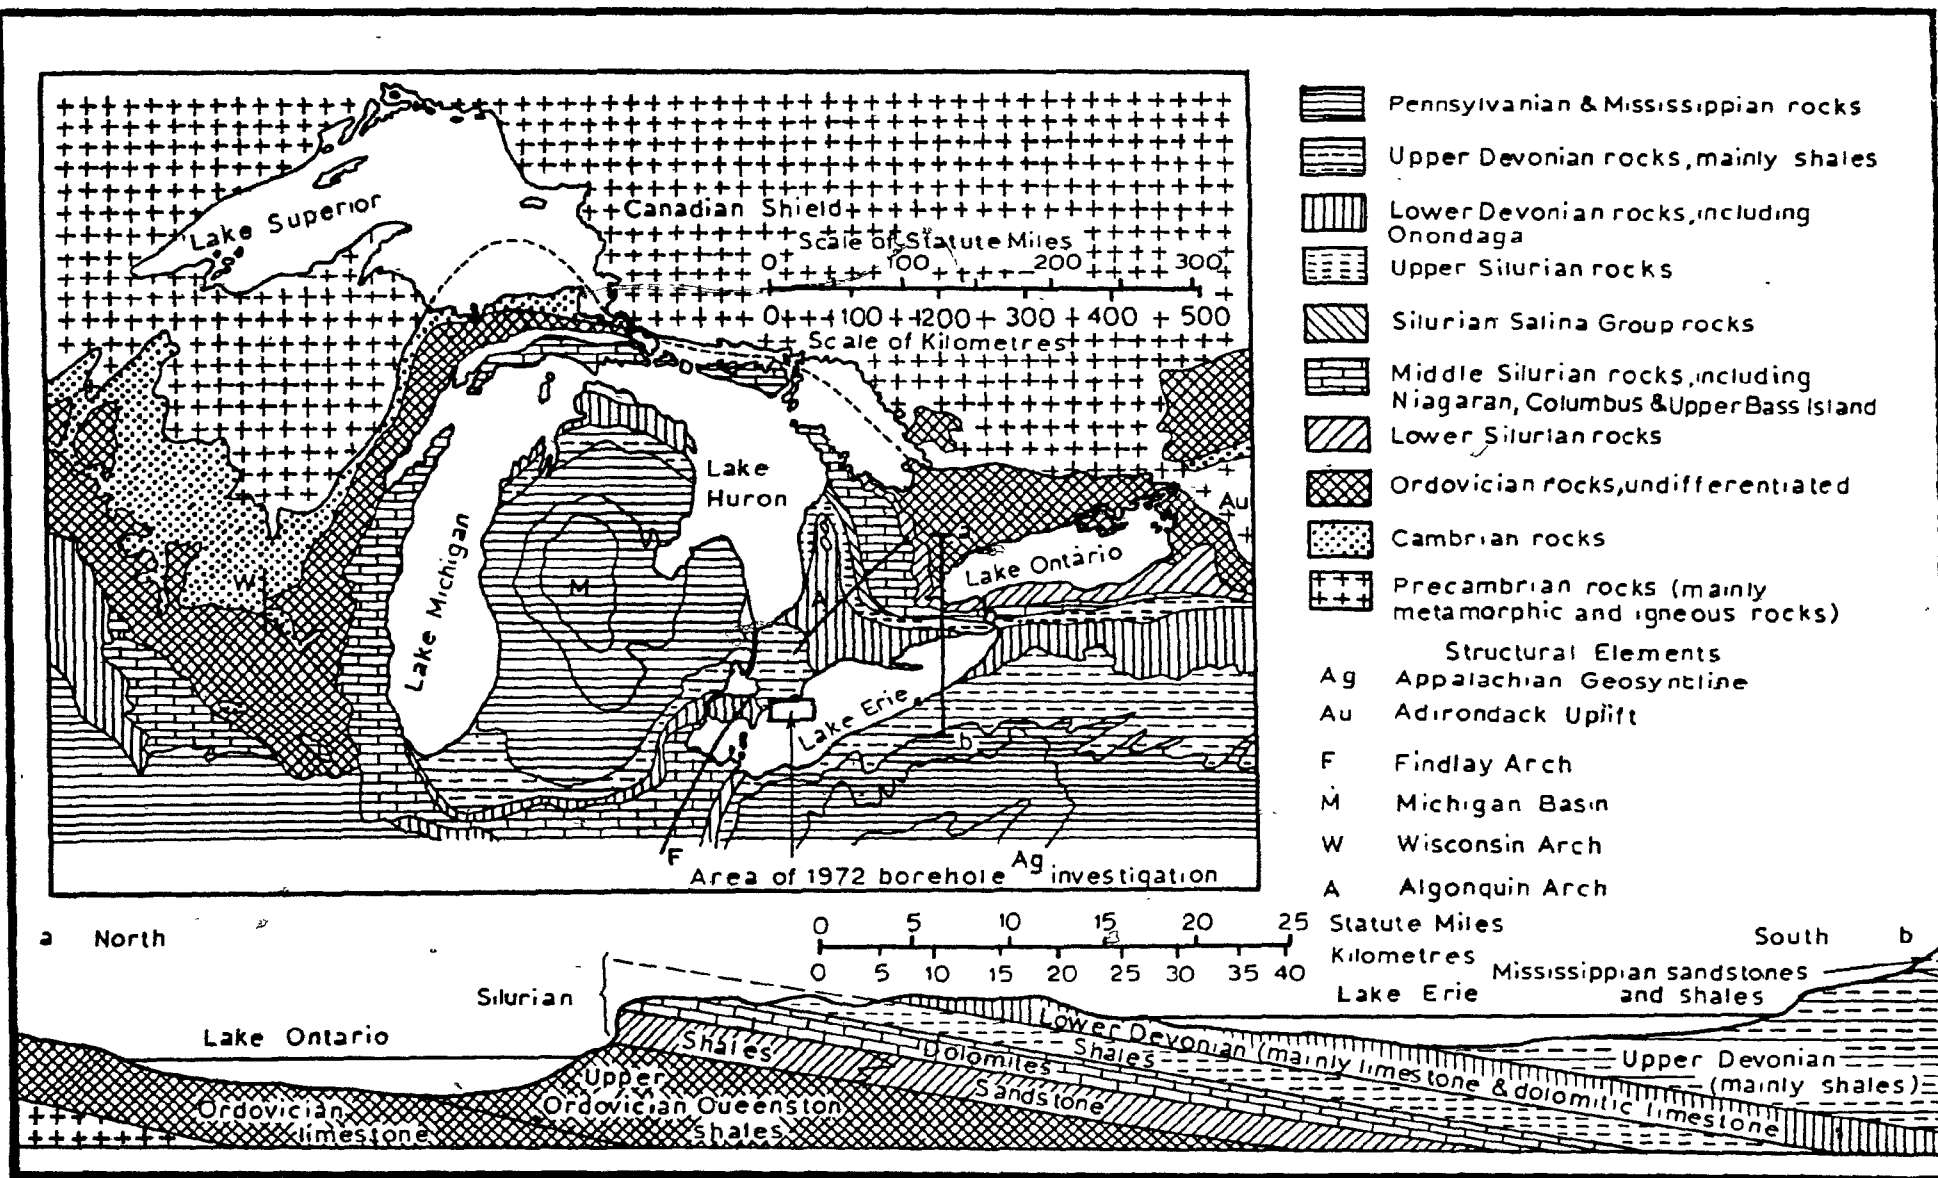 Lake Superior
Canadian Shield
Scale of Statute Miles
0 100 200 300
0 100 200 300 400 500
Scale of Kilometres
Lake
Huron
Lake Michigan
M
W
A
a
Au
Lake Ontario
Lake Erie
b
F
Ag
Area of 1972 borehole investigation
Pennsylvanian & Mississippian rocks
Upper Devonian rocks, mainly shales
Lower Devonian rocks, including
Onondaga
Upper Silurian rocks
Silurian Salina Group rocks
Middle Silurian rocks, including
Niagaran, Columbus & Upper Bass Island
Lower Silurian rocks
Ordovician rocks, undifferentiated
Cambrian rocks
Precambrian rocks (mainly
metamorphic and igneous rocks)
Structural Elements
Ag Appalachian Geosyncline
Au Adirondack Uplift
F Findlay Arch
M Michigan Basin
W Wisconsin Arch
A Algonquin Arch
0 5 10 15 20 25 Statute Miles
0 5 10 15 20 25 30 35 40 Kilometres
a North
South b
Mississippian sandstones
and shales
Silurian
Lake Erie
Lake Ontario
Lower Devonian (mainly limestone & dolomitic limestone
Shales
Dolomites
Shales
Sandstone
Upper Devonian
(mainly shales)
Upper
Ordovician Queenston
shales
Ordovician
limestone